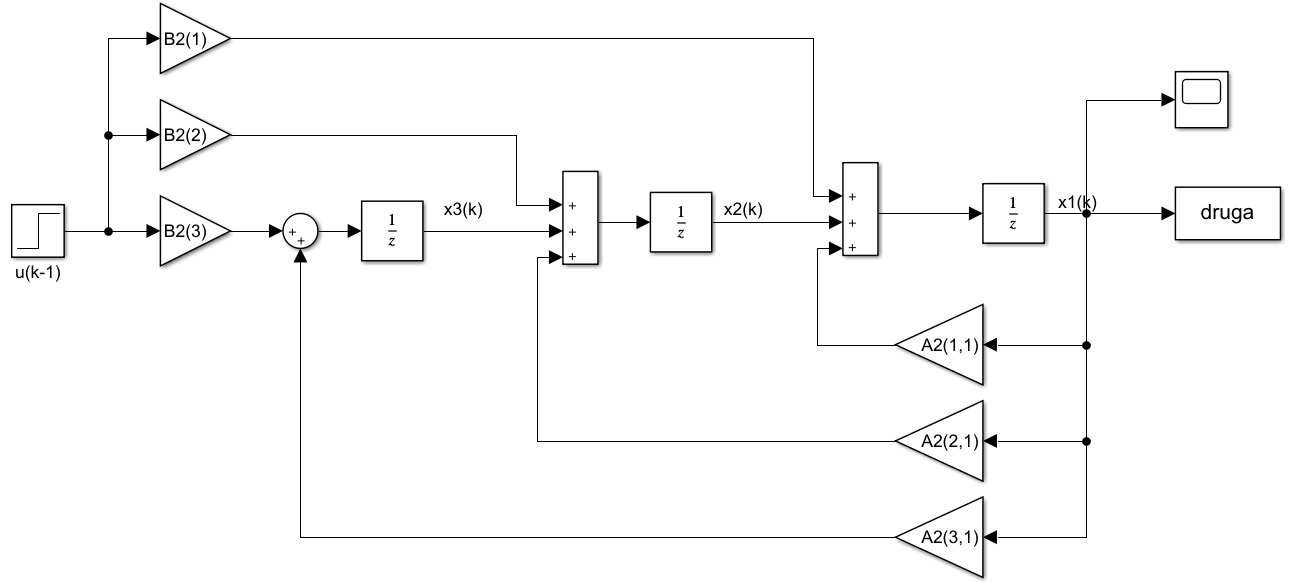 B2(1)
B2(2)
B2(3)
u(k-1)
+
+
1
z
x3(k)
+
+
+
1
z
x2(k)
+
+
+
1
z
x1(k)
druga
A2(1,1)
A2(2,1)
A2(3,1)